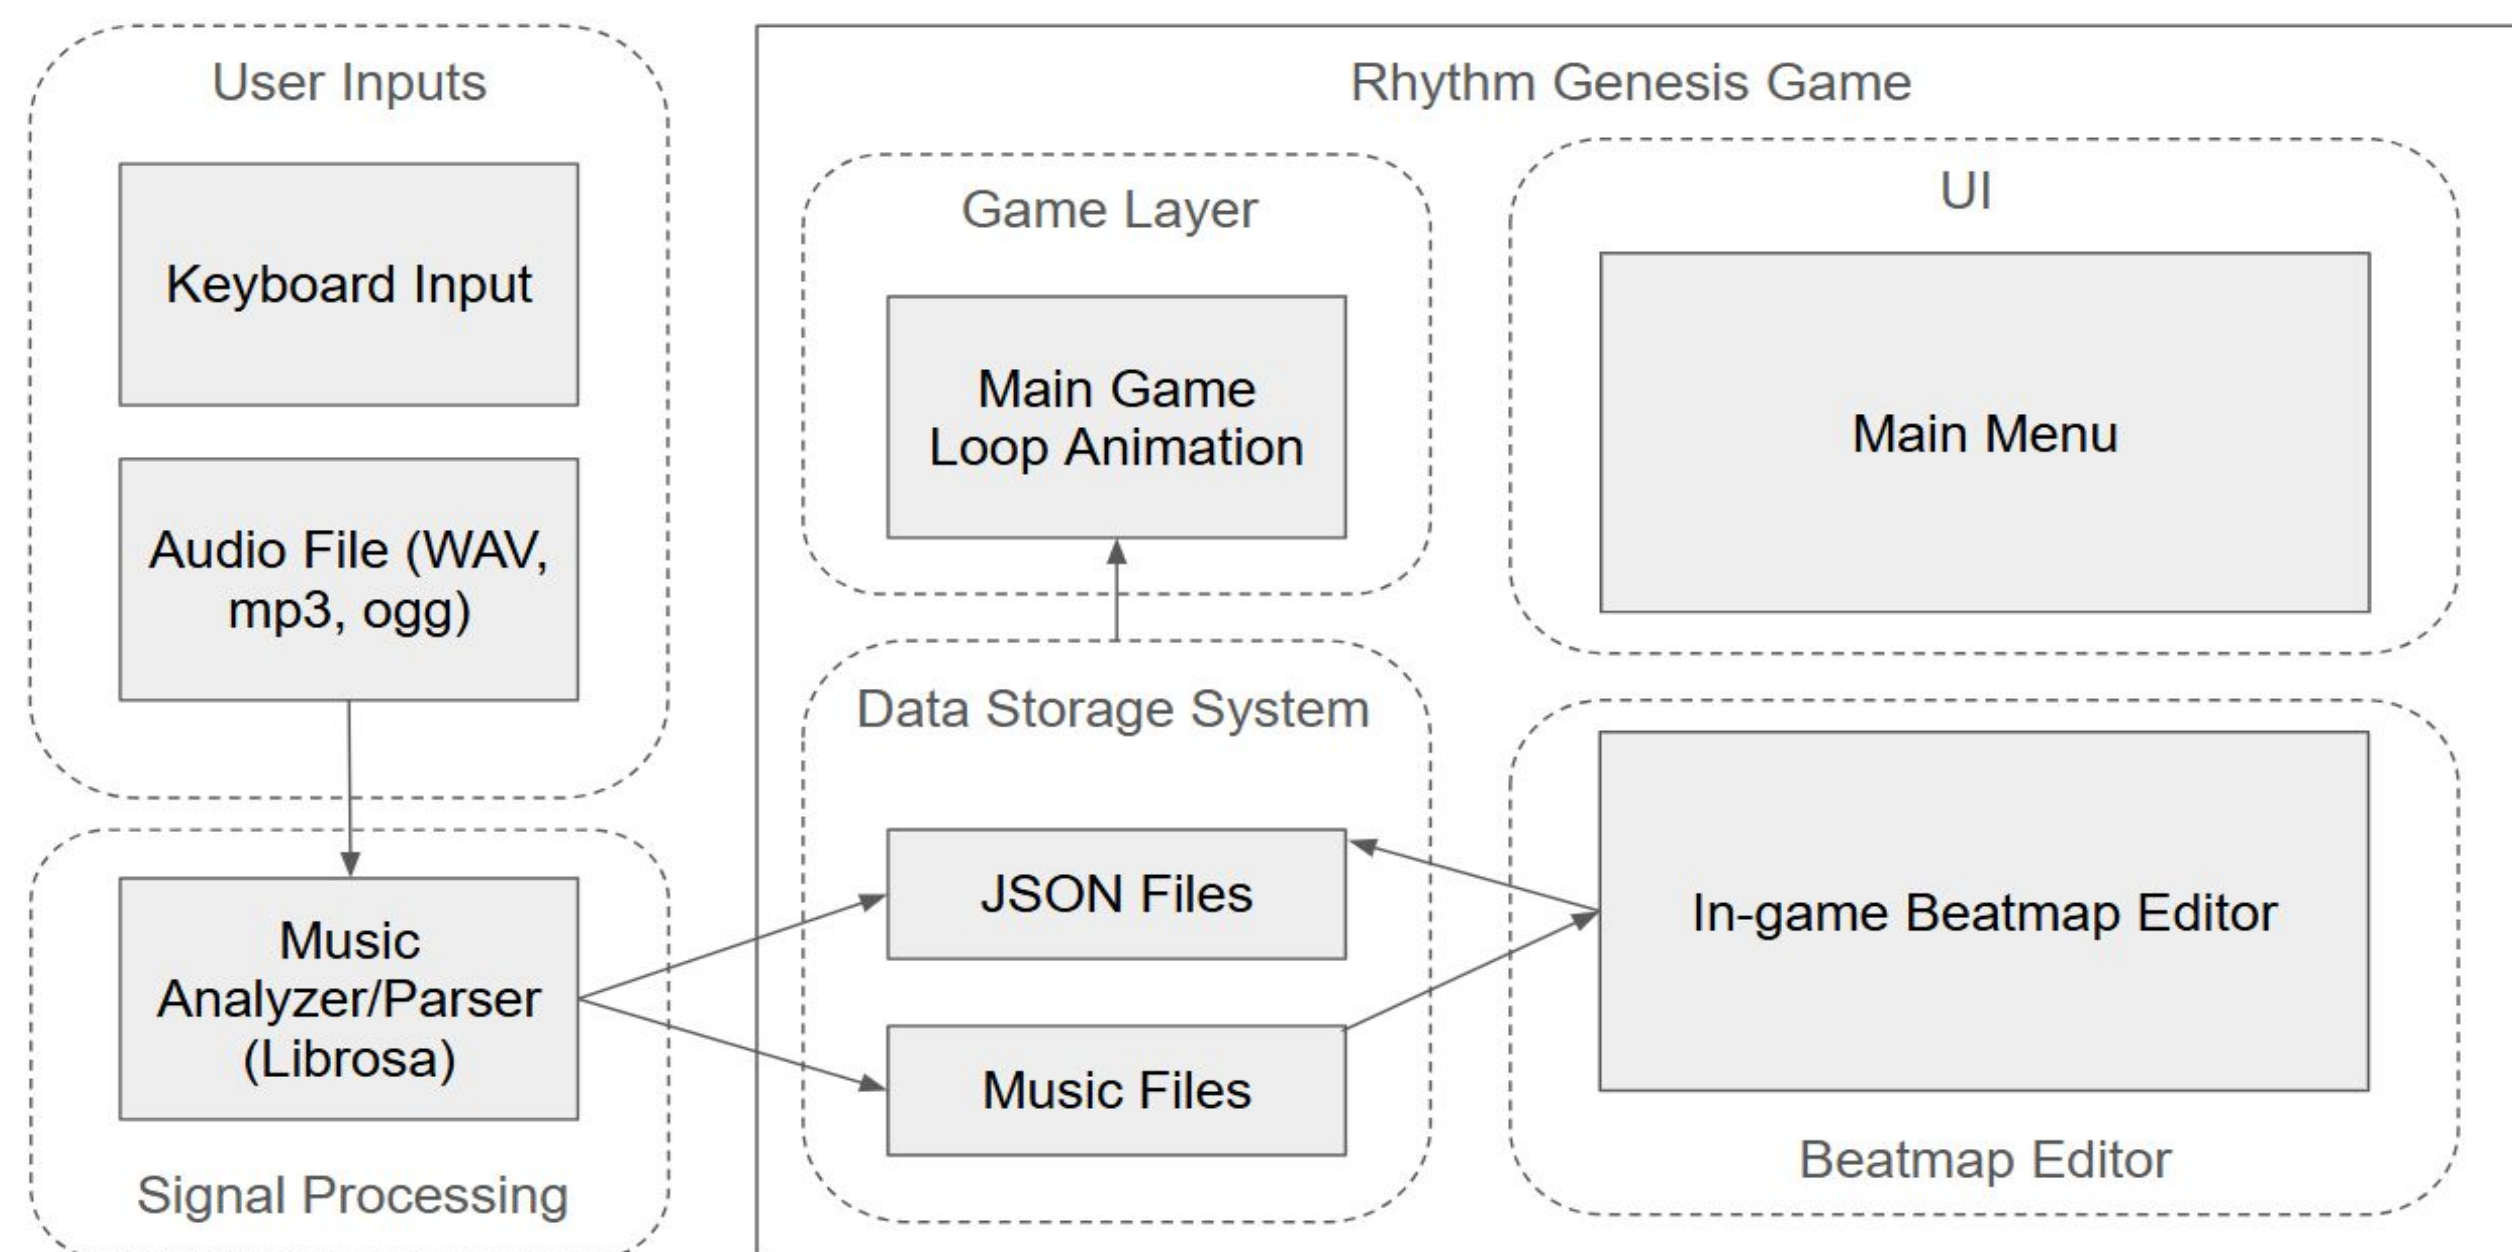 User Inputs
Keyboard Input
Audio File (WAV,
mp3, ogg)
Music
Analyzer/Parser
(Librosa)
Signal Processing
Rhythm Genesis Game
Game Layer
Main Game
Loop Animation
UI
Main Menu
Data Storage System
JSON Files
Music Files
In-game Beatmap Editor
Beatmap Editor